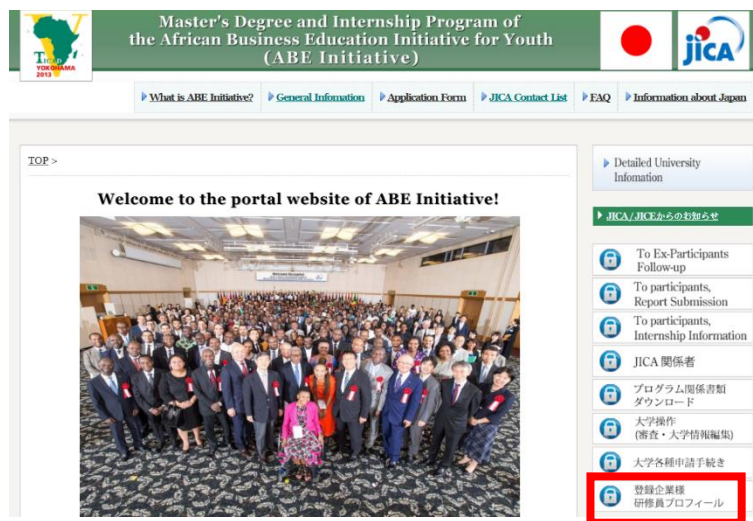 TICAD
YOKOHAMA
2013
Master's Degree and Internship Program of
the African Business Education Initiative for Youth
(ABE Initiative)
jICA
What is ABE Initiative?
General Infomation
Application Form
JICA Contact List
FAQ
Information about Japan
TOP >
Welcome to the portal website of ABE Initiative!
Detailed University
Infomation
JICA/JICEからのお知らせ
To Ex-Participants
Follow-up
To participants,
Report Submission
To participants,
Internship Information
JICA 関係者
プログラム関係書類
ダウンロード
大学操作
(審査・大学情報編集)
大学各種申請手続き
登録企業様
研修員プロフィール